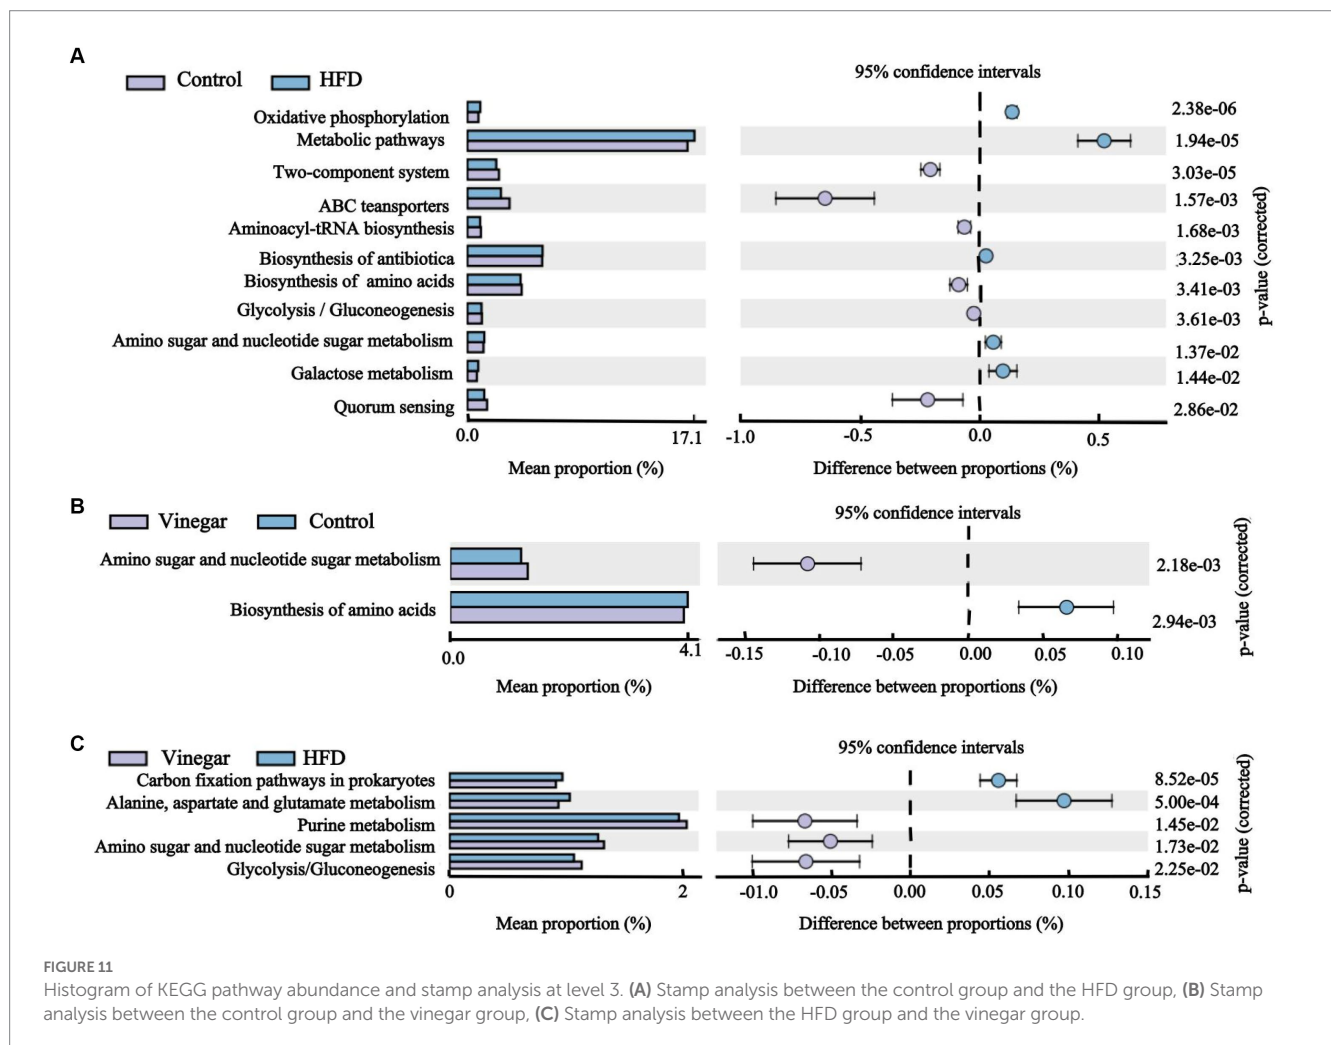 A
Control HFD
95% confidence intervals
Oxidative phosphorylation 2.38e-06
Metabolic pathways 1.94e-05
Two-component system 3.03e-05
ABC teansporters 1.57e-03
Aminoacyl-tRNA biosynthesis 1.68e-03
Biosynthesis of antibiotica 3.25e-03
Biosynthesis of amino acids 3.41e-03
Glycolysis / Gluconeogenesis 3.61e-03
Amino sugar and nucleotide sugar metabolism 1.37e-02
Galactose metabolism 1.44e-02
Quorum sensing 2.86e-02
p-value (corrected)
0.0 17.1 -1.0 -0.5 0.0 0.5
Mean proportion (%) Difference between proportions (%)
B
Vinegar Control
95% confidence intervals
Amino sugar and nucleotide sugar metabolism 2.18e-03
Biosynthesis of amino acids 2.94e-03
p-value (corrected)
0.0 4.1 -0.15 -0.10 -0.05 0.00 0.05 0.10
Mean proportion (%) Difference between proportions (%)
C
Vinegar HFD
95% confidence intervals
Carbon fixation pathways in prokaryotes 8.52e-05
Alanine, aspartate and glutamate metabolism 5.00e-04
Purine metabolism 1.45e-02
Amino sugar and nucleotide sugar metabolism 1.73e-02
Glycolysis/Gluconeogenesis 2.25e-02
p-value (corrected)
0 2 -01.0 -0.05 0.00 0.05 0.10 0.15
Mean proportion (%) Difference between proportions (%)
FIGURE 11
Histogram of KEGG pathway abundance and stamp analysis at level 3. (A) Stamp analysis between the control group and the HFD group, (B) Stamp
analysis between the control group and the vinegar group, (C) Stamp analysis between the HFD group and the vinegar group.